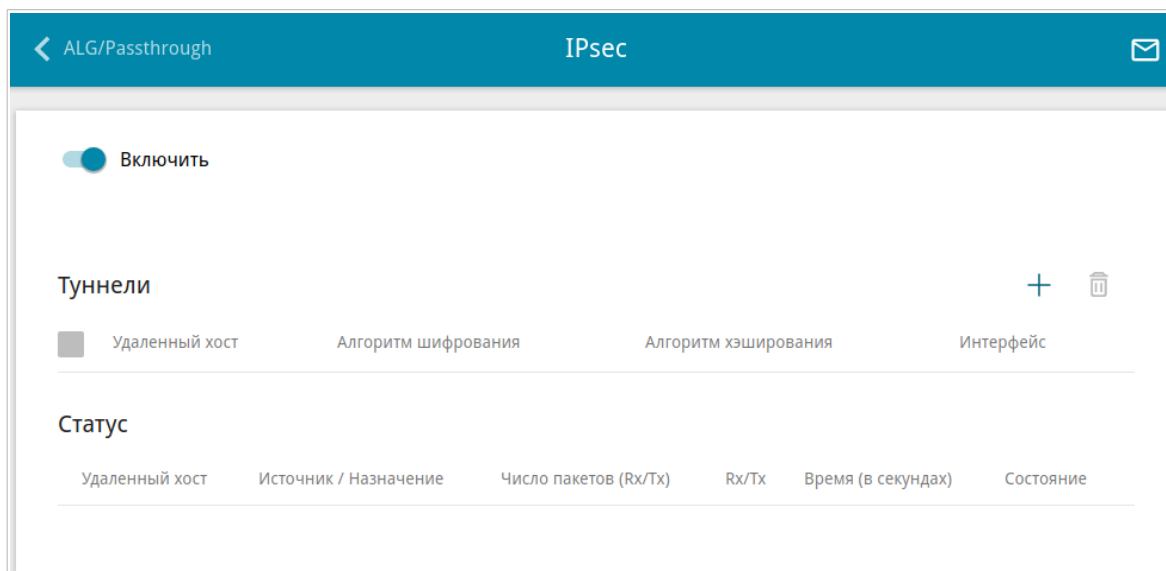 ALG/Passthrough IPsec
Включить
Туннели
Удаленный хост Алгоритм шифрования Алгоритм хэширования Интерфейс
Статус
Удаленный хост Источник / Назначение Число пакетов (Rx/Tx) Rx/Tx Время (в секундах) Состояние